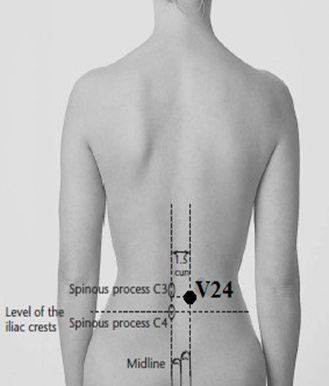 1.5
cun
Spinous process C3
V24
Level of the
iliac crests
Spinous process C4
Midline